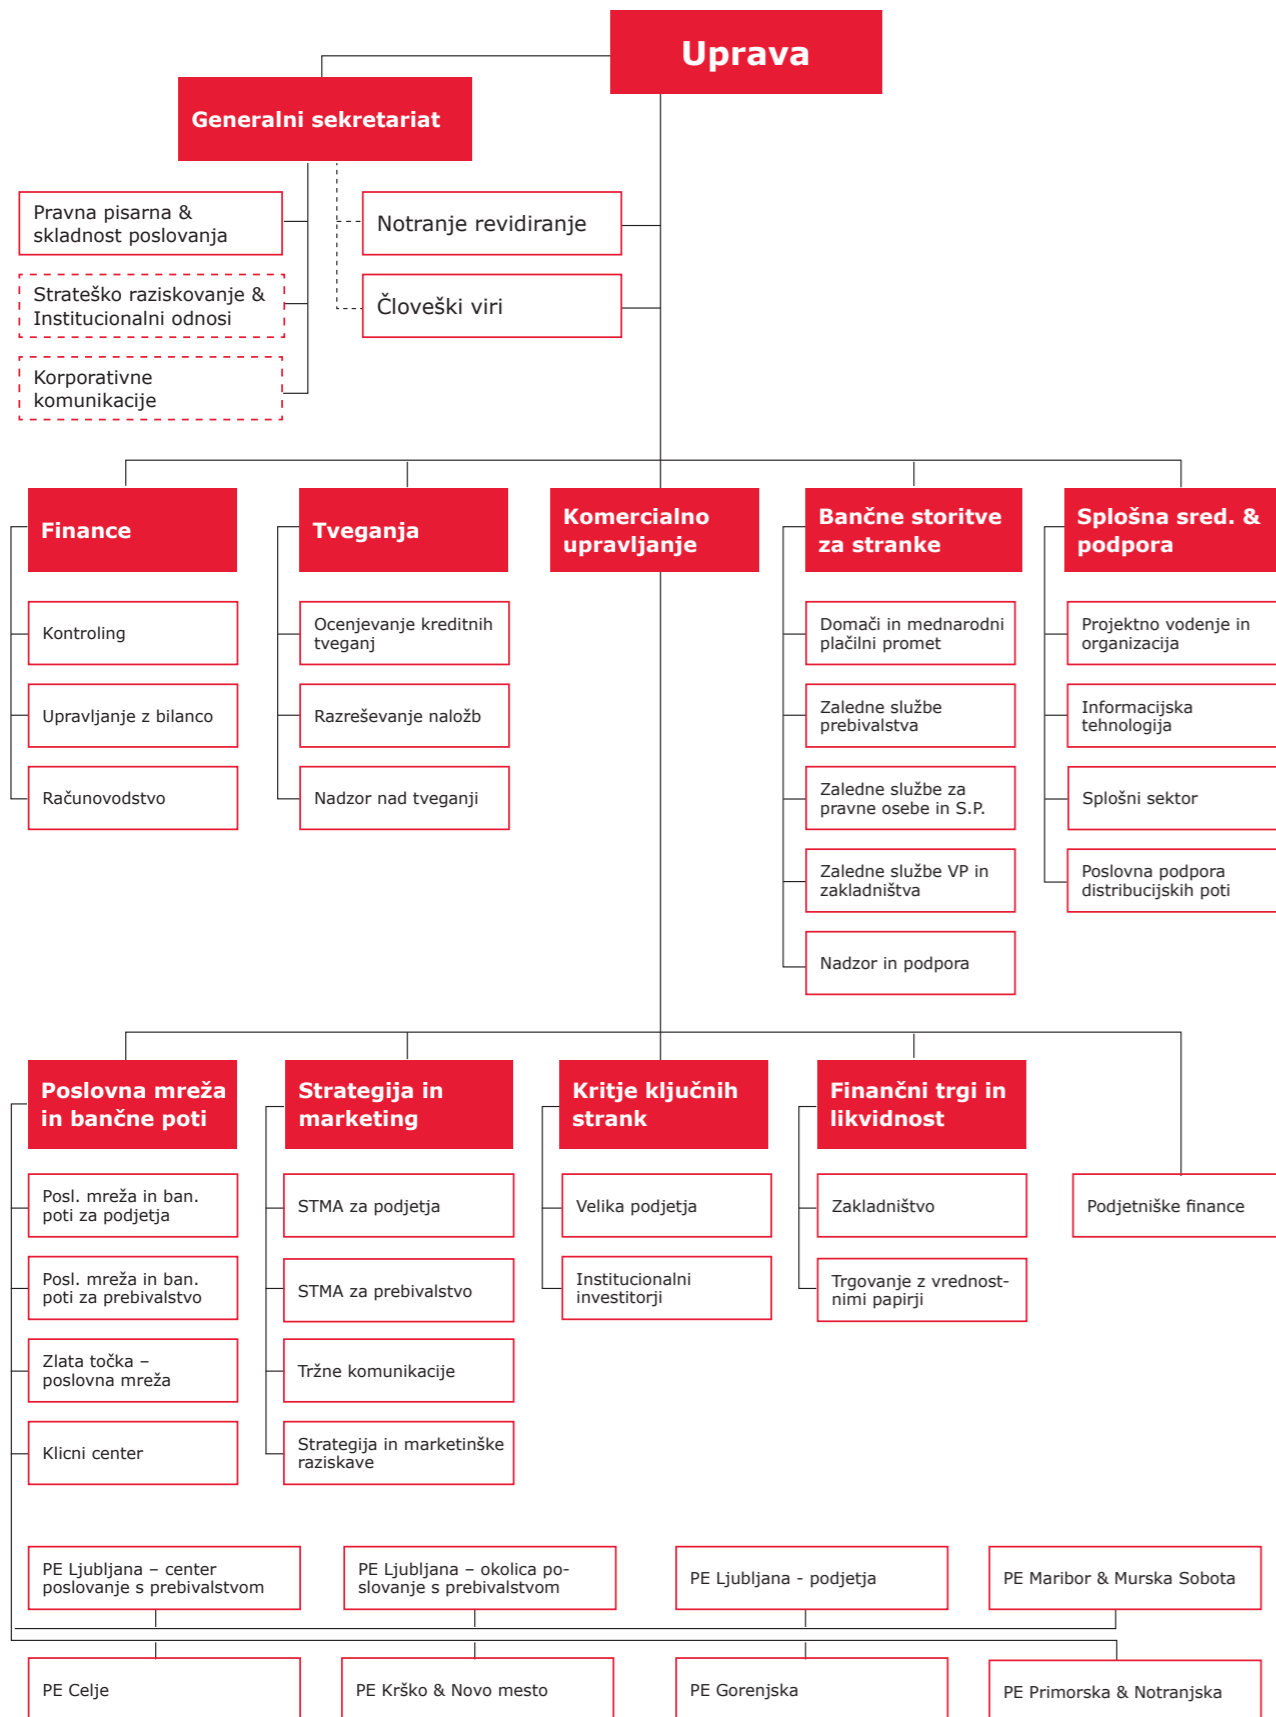 Uprava
Generalni sekretariat
Pravna pisarna &
skladnost poslovanja
Notranje revidiranje
Strateško raziskovanje &
Institucionalni odnosi
Človeški viri
Korporativne
komunikacije
Finance
Kontroling
Upravljanje z bilanco
Računovodstvo
Tveganja
Ocenjevanje kreditnih
tveganj
Razreševanje naložb
Nadzor nad tveganji
Komercialno
upravljanje
Bančne storitve
za stranke
Domači in mednarodni
plačilni promet
Zaledne službe
prebivalstva
Zaledne službe za
pravne osebe in S.P.
Zaledne službe VP in
zakladništva
Nadzor in podpora
Splošna sred. &
podpora
Projektno vodenje in
organizacija
Informacijska
tehnologija
Splošni sektor
Poslovna podpora
distribucijskih poti
Poslovna mreža
in bančne poti
Posl. mreža in ban.
poti za podjetja
Posl. mreža in ban.
poti za prebivalstvo
Zlata točka –
poslovna mreža
Klicni center
Strategija in
marketing
STMA za podjetja
STMA za prebivalstvo
Tržne komunikacije
Strategija in marketinške
raziskave
Kritje ključnih
strank
Velika podjetja
Institucionalni
investitorji
Finančni trgi in
likvidnost
Zakladništvo
Trgovanje z vrednost-
nimi papirji
Podjetniške finance
PE Ljubljana – center
poslovanje s prebivalstvom
PE Ljubljana – okolica po-
slovanje s prebivalstvom
PE Ljubljana - podjetja
PE Maribor & Murska Sobota
PE Celje
PE Krško & Novo mesto
PE Gorenjska
PE Primorska & Notranjska